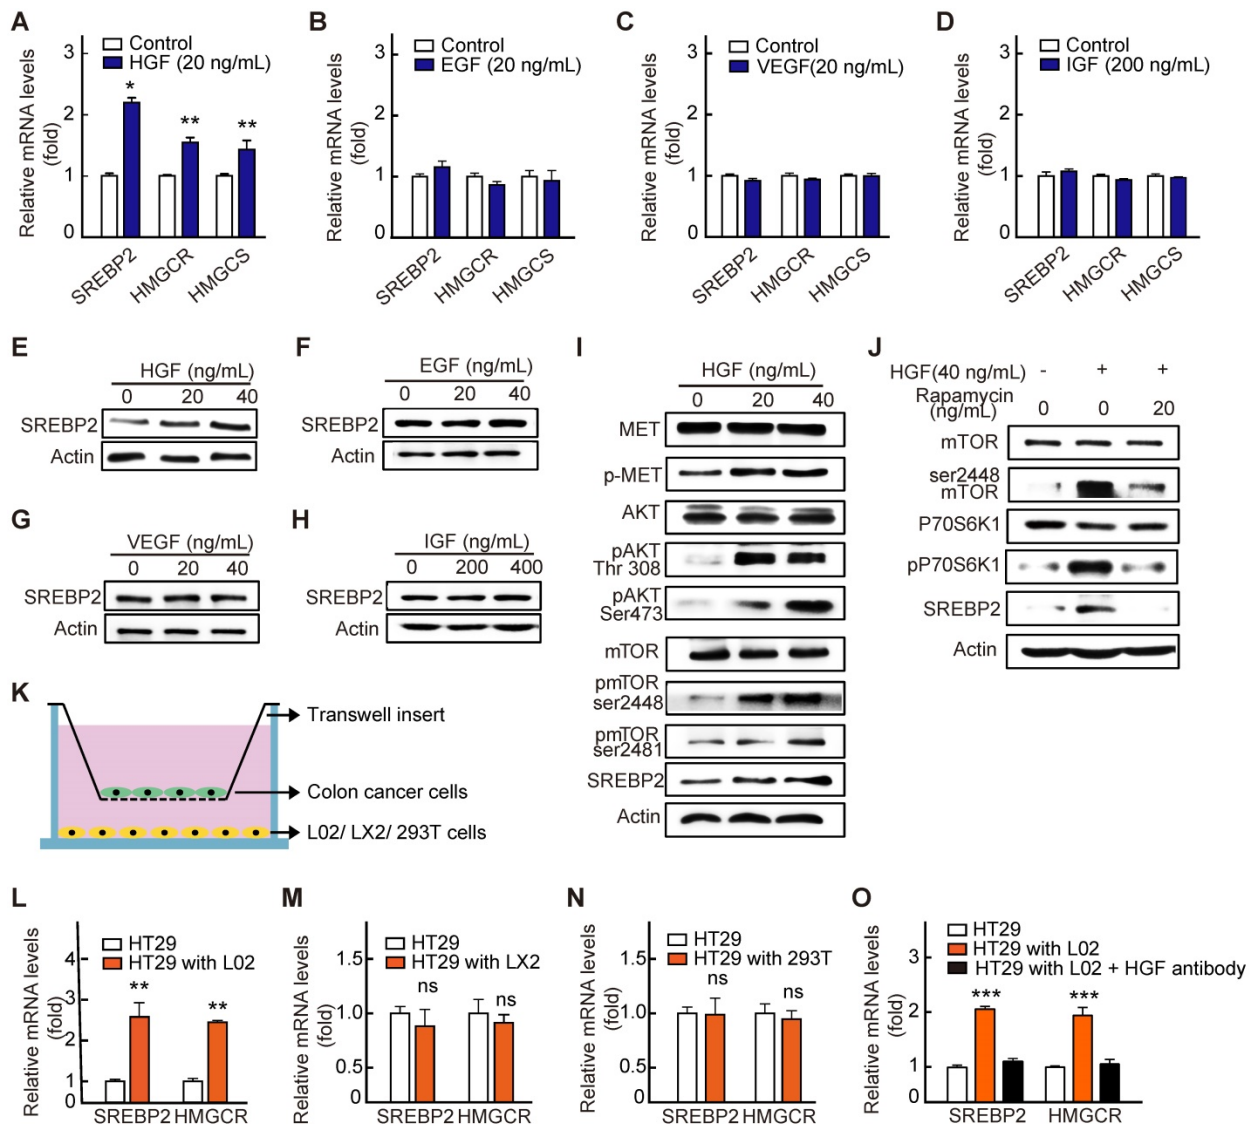 A
Relative mRNA levels
(fold)
3
2
1
0
Control
HGF (20 ng/mL)
*
**
**
SREBP2
HMGCR
HMGCS
B
Relative mRNA levels
(fold)
3
2
1
0
Control
EGF (20 ng/mL)
SREBP2
HMGCR
HMGCS
C
Relative mRNA levels
(fold)
3
2
1
0
Control
VEGF(20 ng/mL)
SREBP2
HMGCR
HMGCS
D
Relative mRNA levels
(fold)
3
2
1
0
Control
IGF (200 ng/mL)
SREBP2
HMGCR
HMGCS
E
HGF (ng/mL)
0 20 40
SREBP2
Actin
F
EGF (ng/mL)
0 20 40
SREBP2
Actin
G
VEGF (ng/mL)
0 20 40
SREBP2
Actin
H
IGF (ng/mL)
0 200 400
SREBP2
Actin
I
HGF (ng/mL)
0 20 40
MET
p-MET
AKT
pAKT
Thr 308
pAKT
Ser473
mTOR
pmTOR
ser2448
pmTOR
ser2481
SREBP2
Actin
J
HGF(40 ng/mL) - + +
Rapamycin
(ng/mL) 0 0 20
mTOR
ser2448
mTOR
P70S6K1
pP70S6K1
SREBP2
Actin
K
Transwell insert
Colon cancer cells
L02/ LX2/ 293T cells
L
Relative mRNA levels
(fold)
4
3
2
1
0
HT29
HT29 with L02
**
**
SREBP2 HMGCR
M
Relative mRNA levels
(fold)
1.5
1.0
0.5
HT29
HT29 with LX2
ns
ns
SREBP2 HMGCR
N
Relative mRNA levels
(fold)
1.5
1.0
0.5
HT29
HT29 with 293T
ns
ns
SREBP2 HMGCR
O
Relative mRNA levels
(fold)
3
2
1
0
HT29
HT29 with L02
HT29 with L02 + HGF antibody
***
***
SREBP2 HMGCR